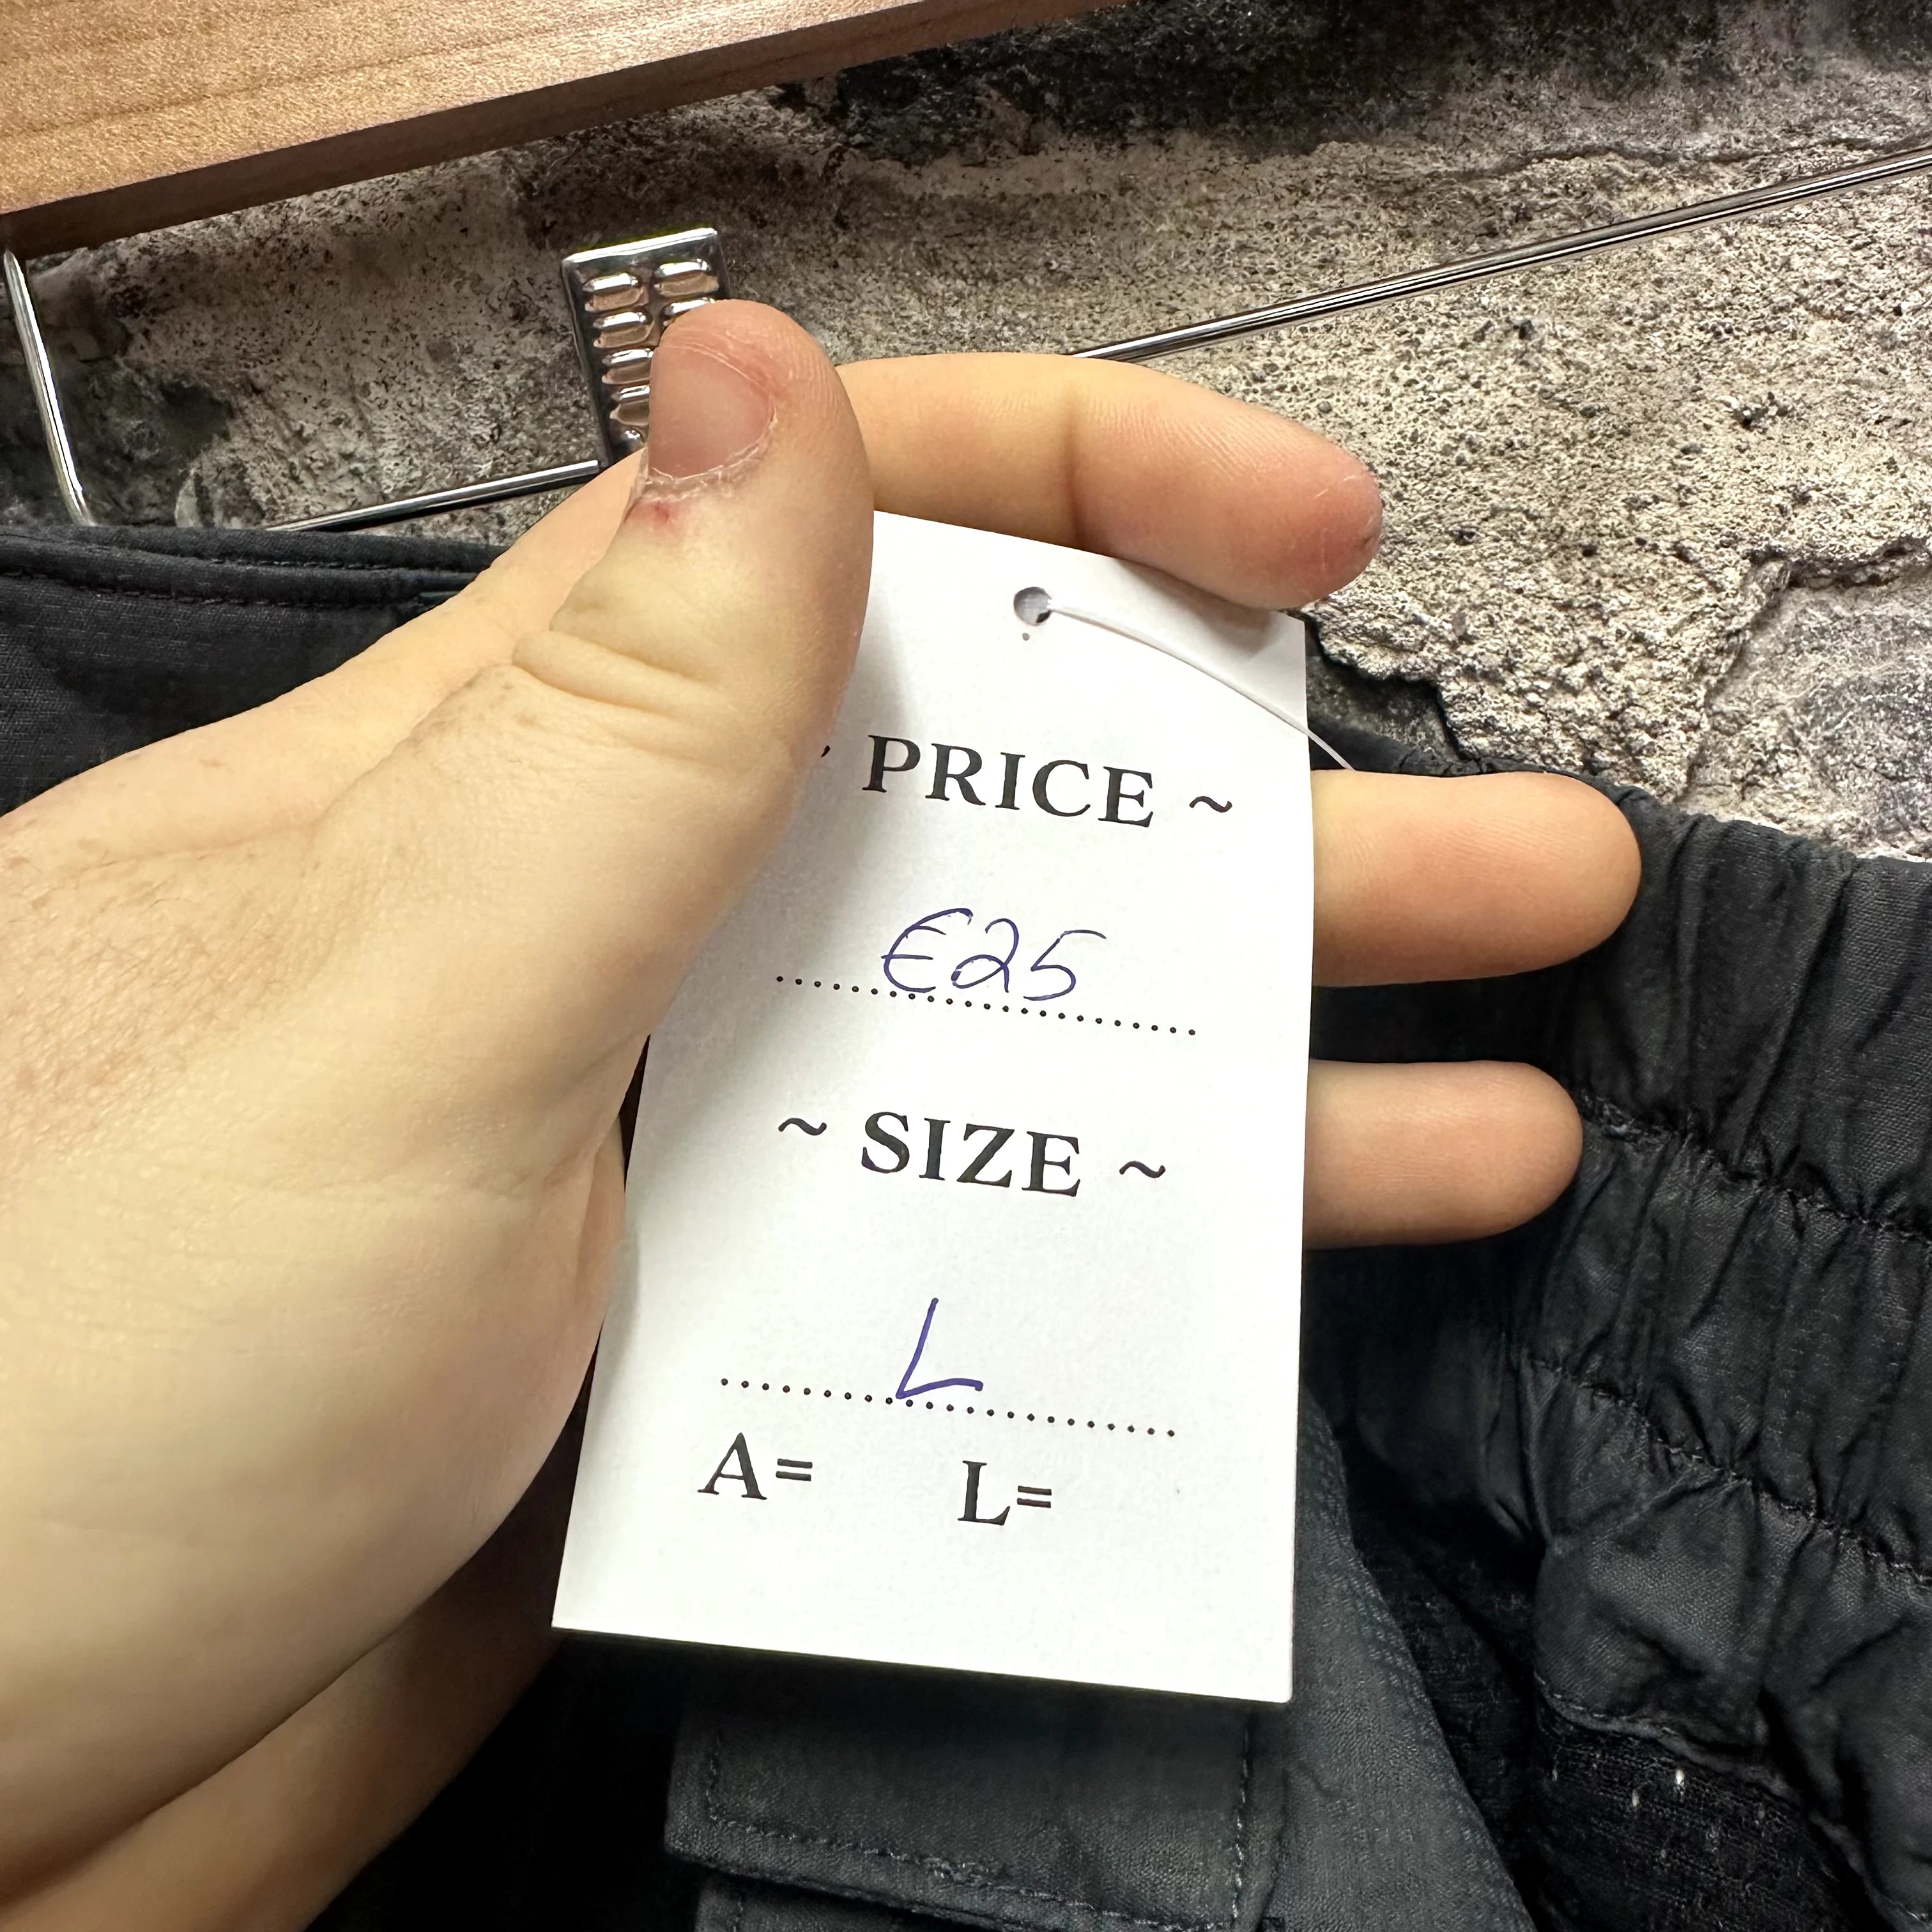 PRICE ~
€25
~ SIZE ~
L
A= L=